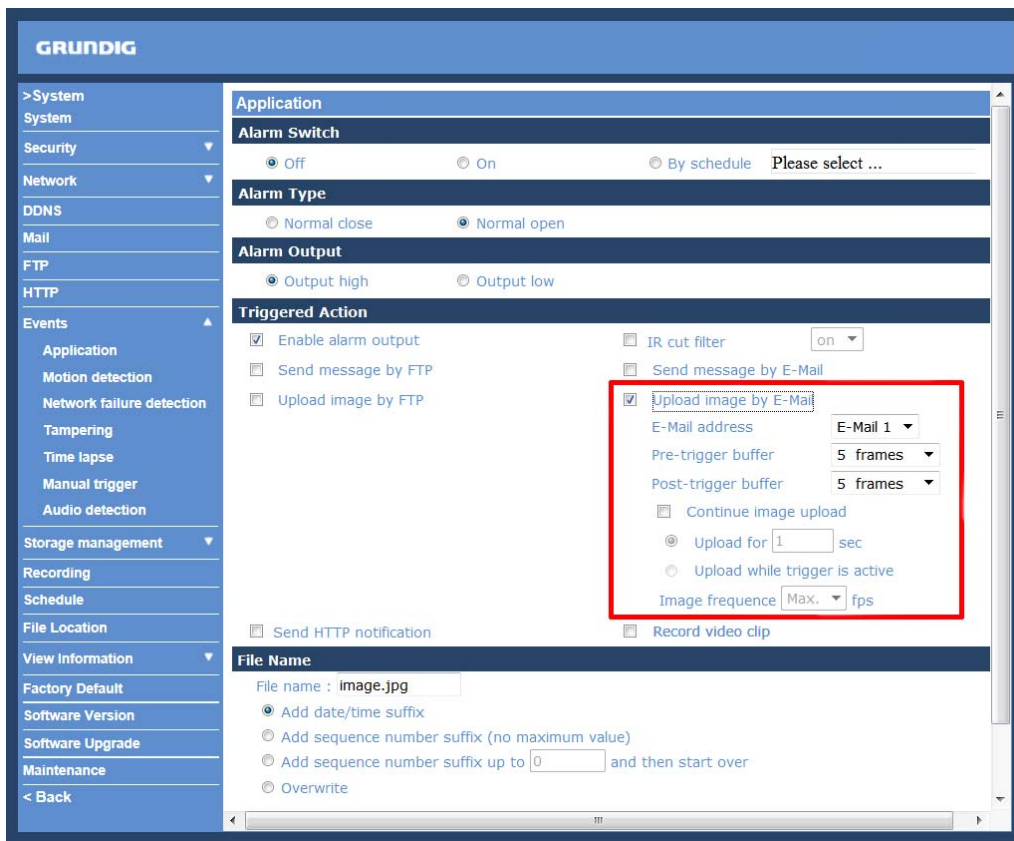 GRUNDIG
>System
System
Security
Network
DDNS
Mail
FTP
HTTP
Events
Application
Motion detection
Network failure detection
Tampering
Time lapse
Manual trigger
Audio detection
Storage management
Recording
Schedule
File Location
View Information
Factory Default
Software Version
Software Upgrade
Maintenance
< Back
Application
Alarm Switch
Off On By schedule Please select ...
Alarm Type
Normal close Normal open
Alarm Output
Output high Output low
Triggered Action
Enable alarm output IR cut filter on
Send message by FTP Send message by E-Mail
Upload image by FTP Upload image by E-Mail
E-Mail address E-Mail 1
Pre-trigger buffer 5 frames
Post-trigger buffer 5 frames
Continue image upload
Upload for 1 sec
Upload while trigger is active
Image frequence Max. fps
Send HTTP notification Record video clip
File Name
File name : image.jpg
Add date/time suffix
Add sequence number suffix (no maximum value)
Add sequence number suffix up to 0 and then start over
Overwrite